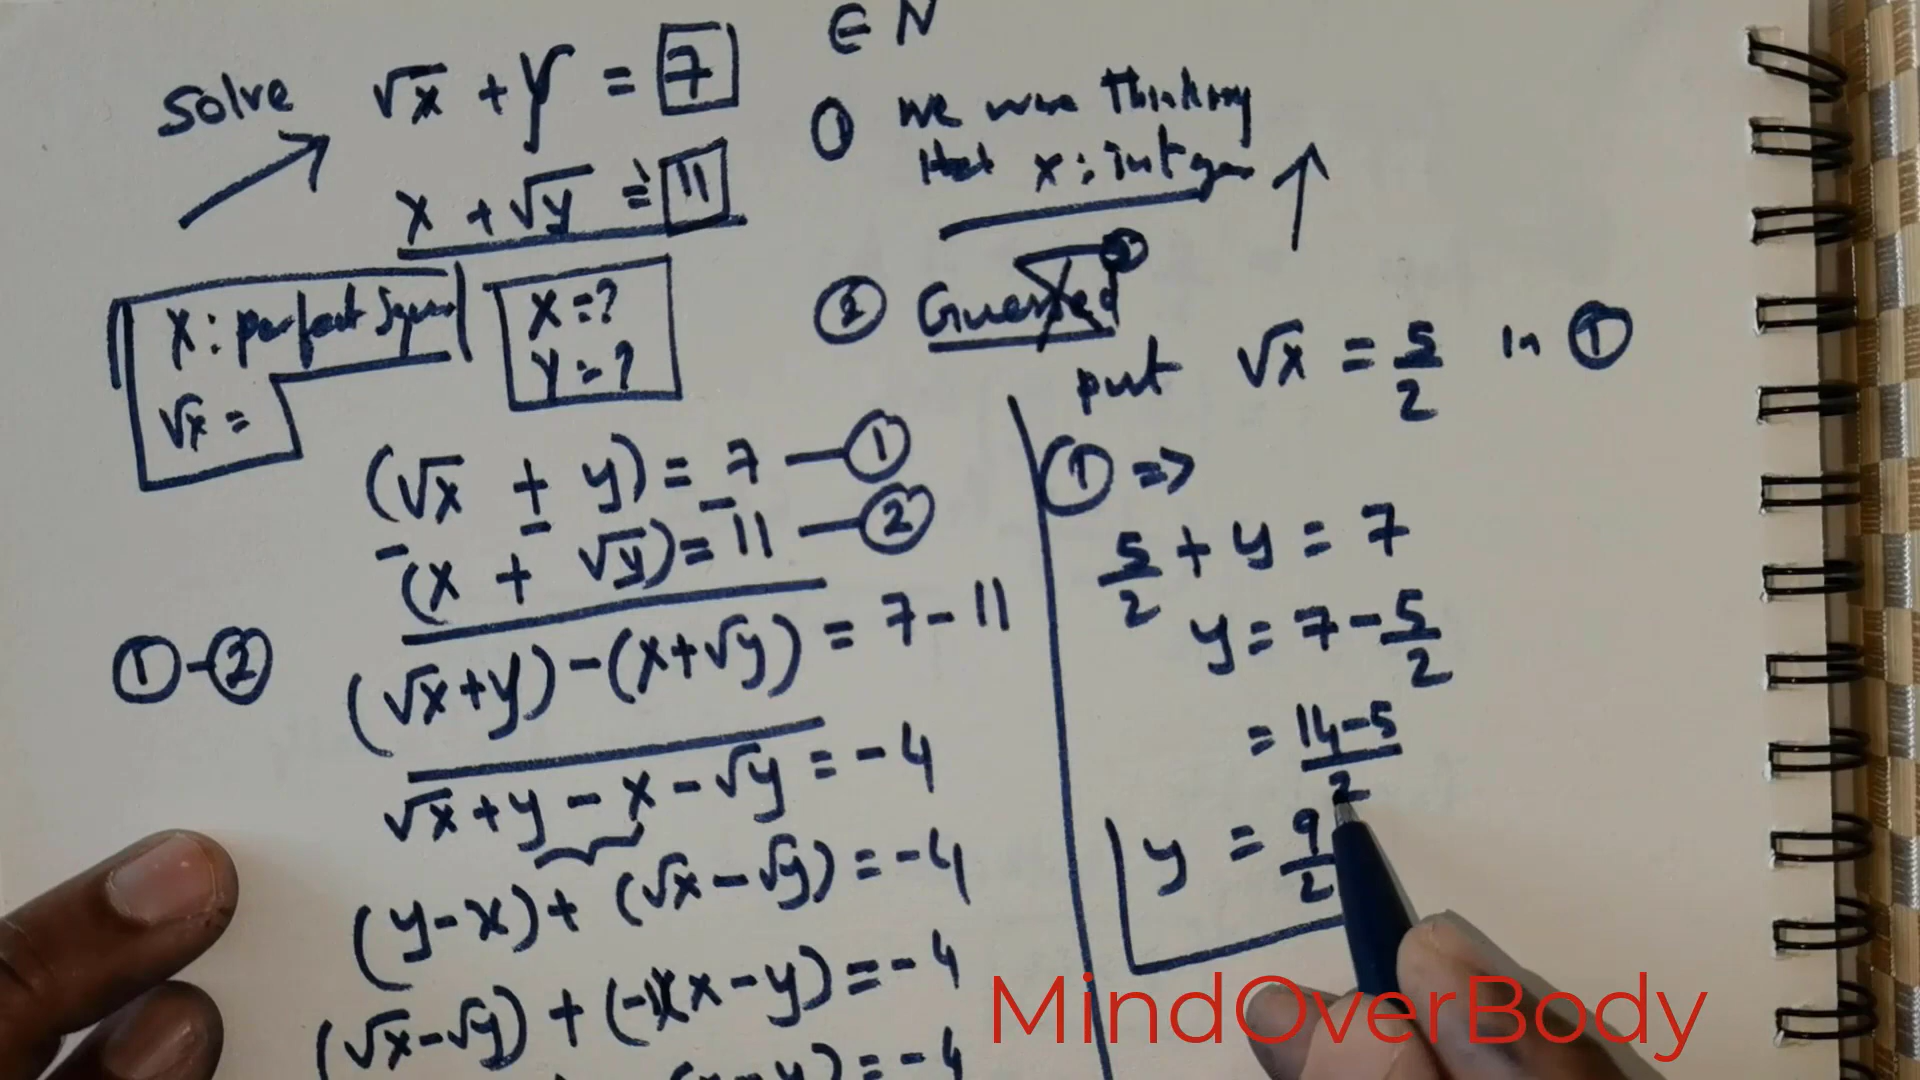 ∈ N
Solve √x + y = 7
x + √y = 11
① we were thinking
that x : integer
x : perfect square
√x =
x = ?
y = ?
② Guessed
(√x + y) = 7 — ①
(x + √y) = 11 — ②
① - ② (√x + y) - (x + √y) = 7 - 11
√x + y - x - √y = -4
(y - x) + (√x - √y) = -4
(√x - √y) + (-1)(x - y) = -4
= -4
put √x = 5/2 in ①
① =>
5/2 + y = 7
y = 7 - 5/2
= 14-5/2
y = 9/2
MindOverBody